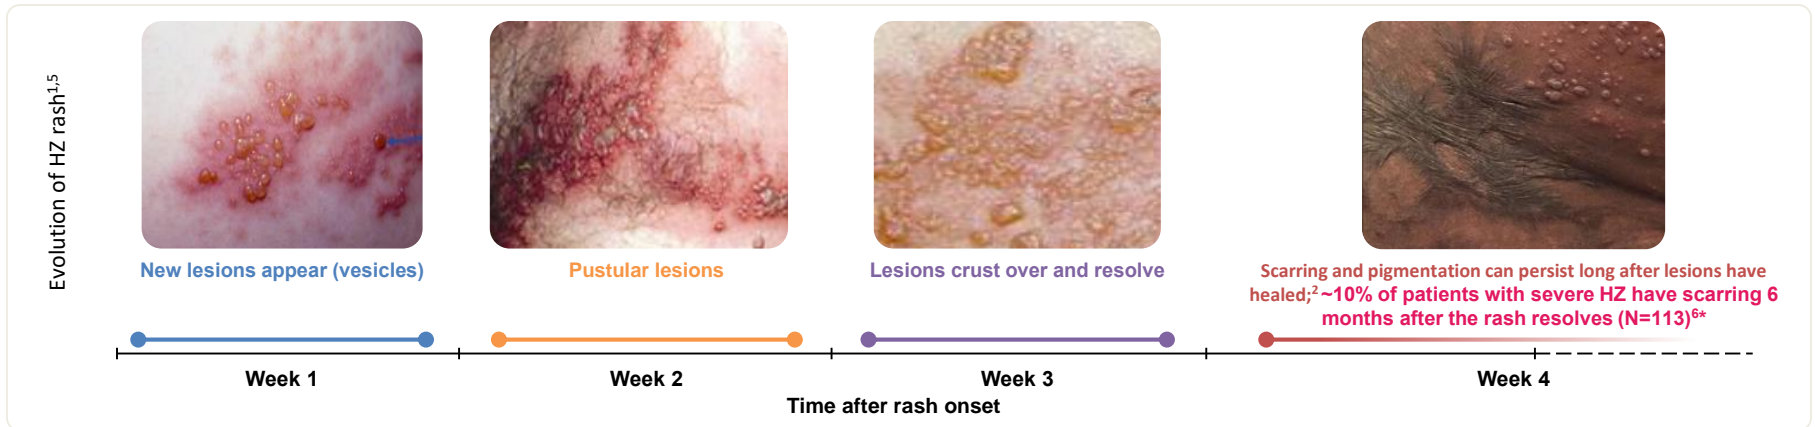 Evolution of HZ rash1,5
New lesions appear (vesicles)
Pustular lesions
Lesions crust over and resolve
Scarring and pigmentation can persist long after lesions have
healed;2 ~10% of patients with severe HZ have scarring 6
months after the rash resolves (N=113)6*
Week 1
Week 2
Week 3
Week 4
Time after rash onset